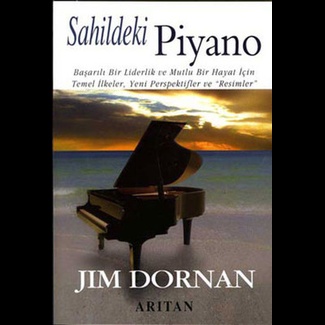 Sahildeki Piyano
Başarılı Bir Liderlik ve Mutlu Bir Hayat İçin
Temel İlkeler, Yeni Perspektifler ve "Resimler"
JIM DORNAN
ARITAN